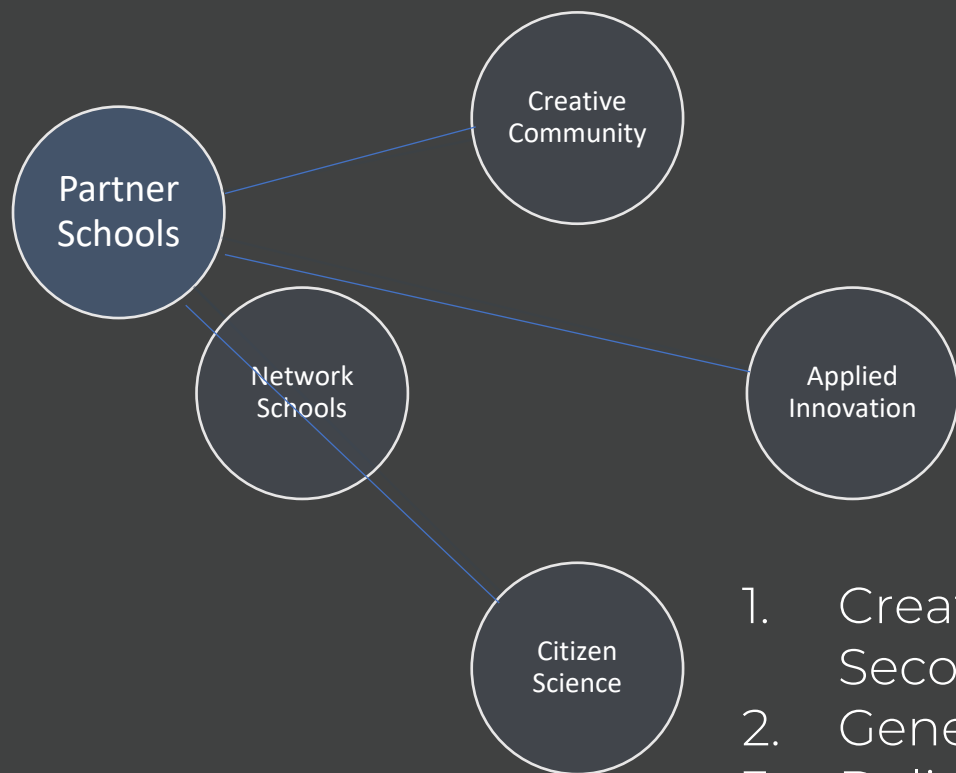 Creative
Community
Partner
Schools
Network
Schools
Applied
Innovation
Citizen
Science
1.
2.